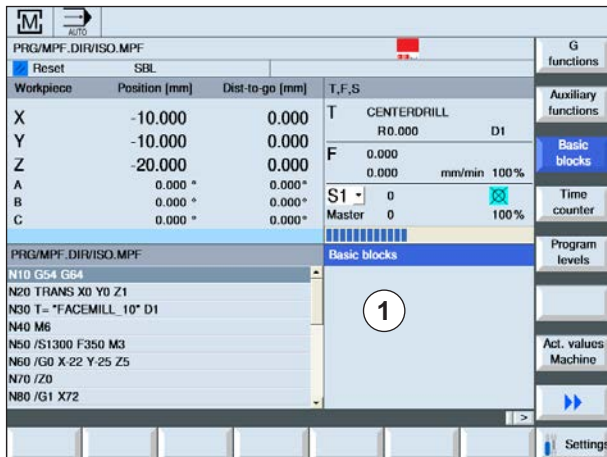 M AUTO
PRG/MPF.DIR/ISO.MPF
Reset SBL
Workpiece Position [mm] Dist-to-go [mm]
X -10.000 0.000
Y -10.000 0.000
Z -20.000 0.000
A 0.000 ° 0.000°
B 0.000 ° 0.000°
C 0.000 ° 0.000°
T,F,S
T CENTERDRILL
R0.000 D1
F 0.000
0.000 mm/min 100%
S1 0
Master 0 100%
PRG/MPF.DIR/ISO.MPF
N10 G54 G64
N20 TRANS X0 Y0 Z1
N30 T= "FACEMILL_10" D1
N40 M6
N50 /S1300 F350 M3
N60 /G0 X-22 Y-25 Z5
N70 /Z0
N80 /G1 X72
Basic blocks
1
>
G
functions
Auxiliary
functions
Basic
blocks
Time
counter
Program
levels
Act. values
Machine
Settings